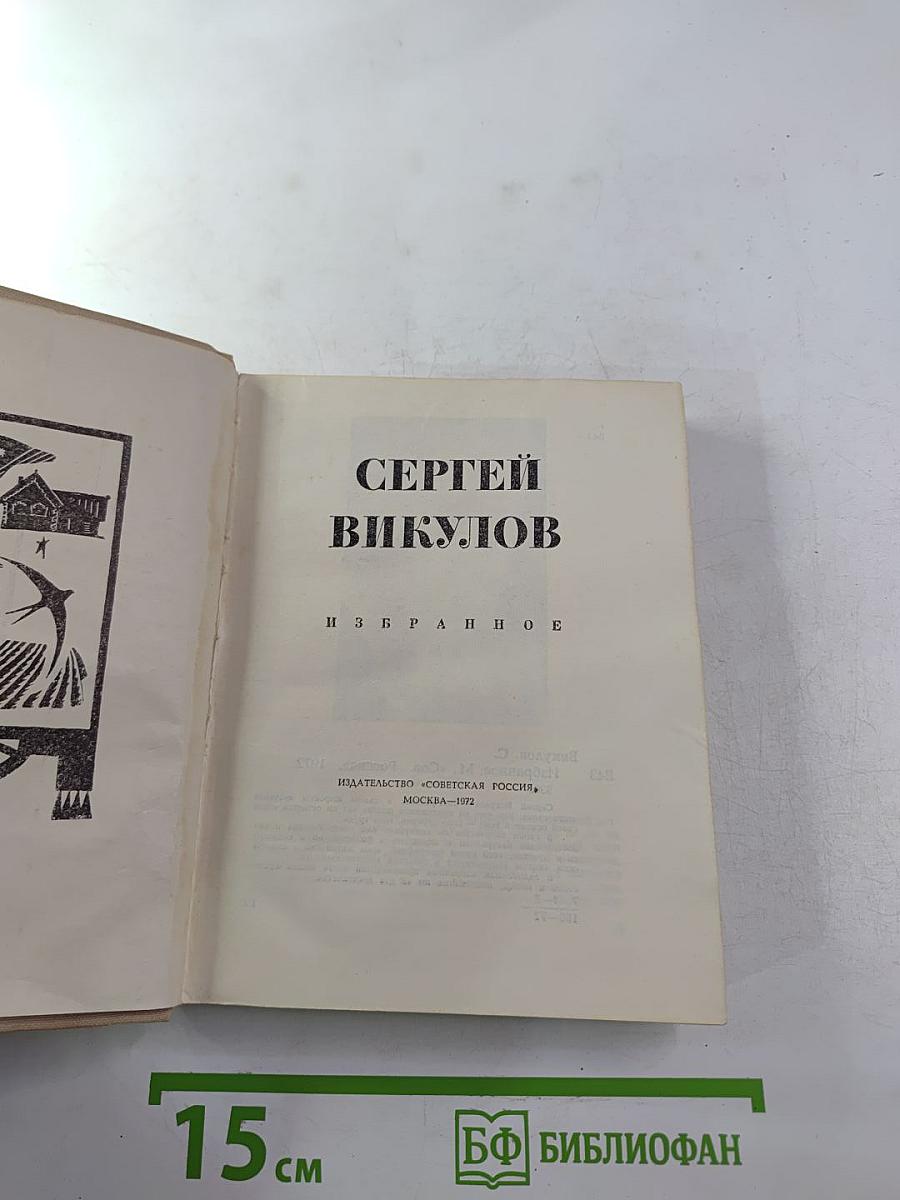 СЕРГЕЙ
ВИКУЛОВ
ИЗБРАННОЕ
ИЗДАТЕЛЬСТВО «СОВЕТСКАЯ РОССИЯ»
МОСКВА—1972
15 см
БФ БИБЛИОФАН